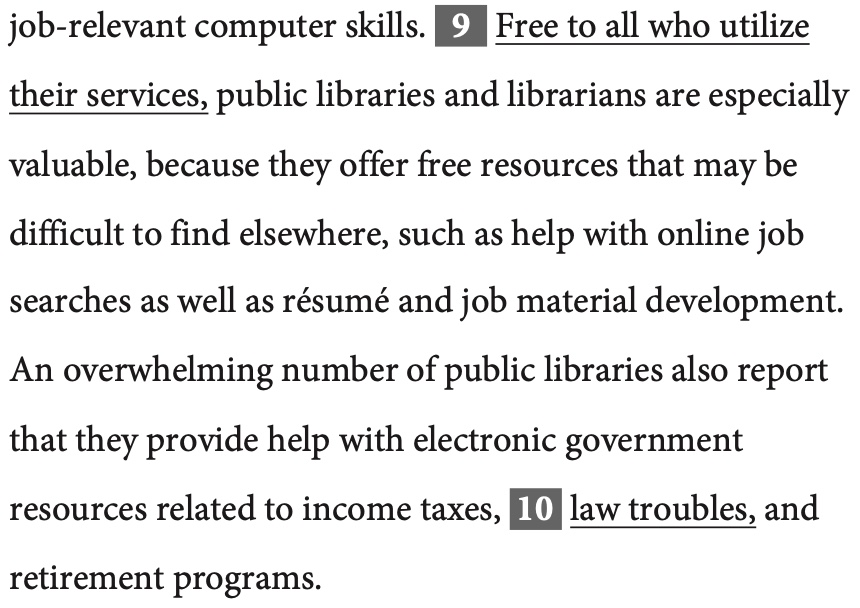 job-relevant computer skills. 9 Free to all who utilize
their services, public libraries and librarians are especially
valuable, because they offer free resources that may be
difficult to find elsewhere, such as help with online job
searches as well as résumé and job material development.
An overwhelming number of public libraries also report
that they provide help with electronic government
resources related to income taxes, 10 law troubles, and
retirement programs.